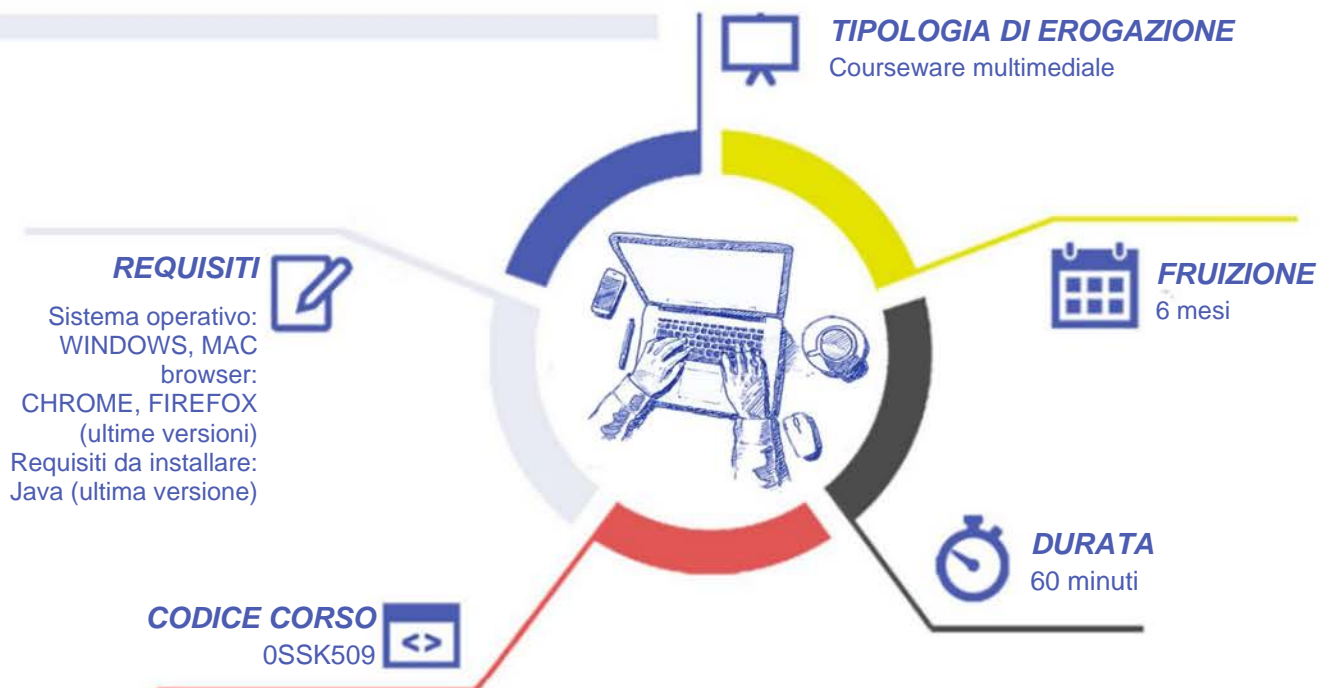 TIPOLOGIA DI EROGAZIONE
Courseware multimediale
REQUISITI
Sistema operativo:
WINDOWS, MAC
browser:
CHROME, FIREFOX
(ultime versioni)
Requisiti da installare:
Java (ultima versione)
FRUIZIONE
6 mesi
DURATA
60 minuti
CODICE CORSO
0SSK509